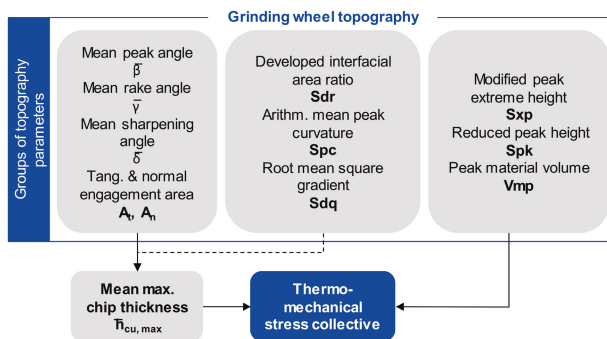 Grinding wheel topography
Groups of topography
parameters
Mean peak angle
β̅
Mean rake angle
γ̅
Mean sharpening
angle
δ̅
Tang. & normal
engagement area
Aₜ, Aₙ
Developed interfacial
area ratio
Sdr
Arithm. mean peak
curvature
Spc
Root mean square
gradient
Sdq
Modified peak
extreme height
Sxp
Reduced peak height
Spk
Peak material volume
Vmp
Mean max.
chip thickness
h̅cu, max
Thermo-
mechanical
stress collective